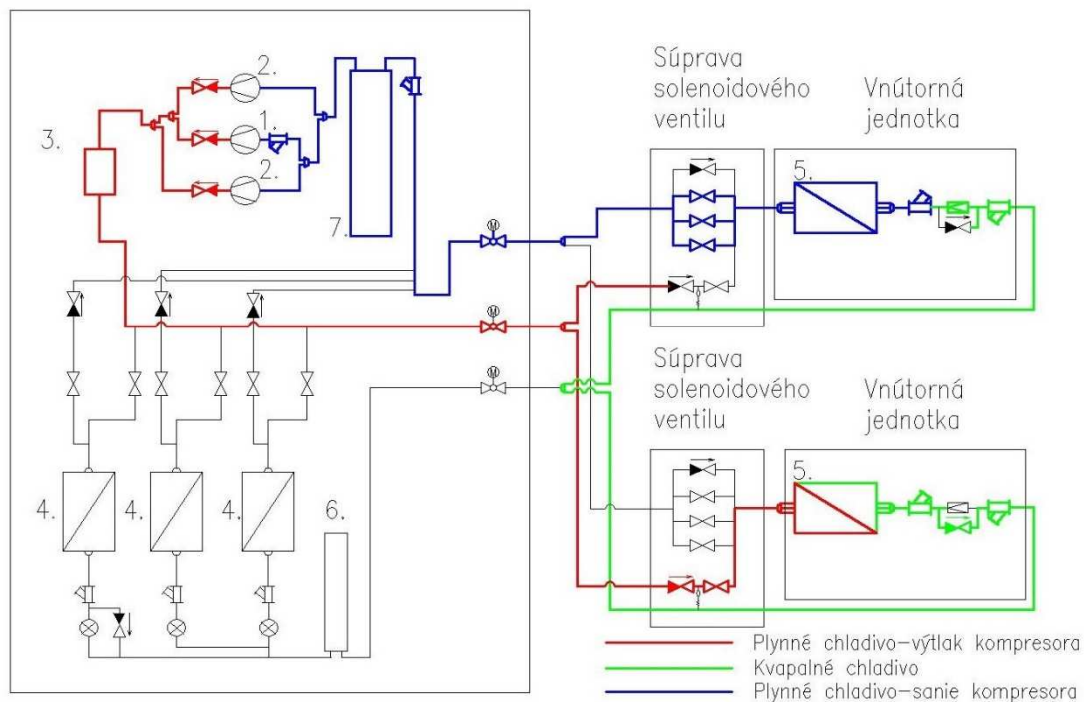 2.
1.
3.
2.
7.
M
M
M
4.
4.
4.
6.
Súprava
solenoidového
ventilu
Vnútorná
jednotka
5.
Súprava
solenoidového
ventilu
Vnútorná
jednotka
5.
Plynné chladivo-výtlak kompresora
Kvapalné chladivo
Plynné chladivo-sanie kompresora